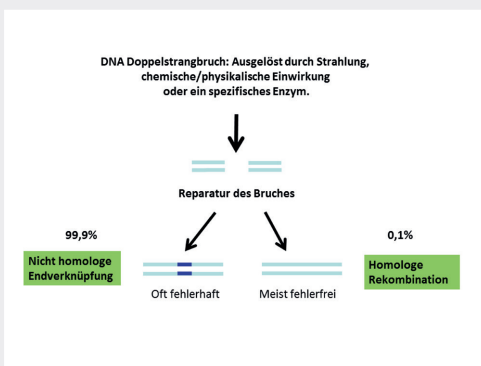 DNA Doppelstrangbruch: Ausgelöst durch Strahlung,
chemische/physikalische Einwirkung
oder ein spezifisches Enzym.
Reparatur des Bruches
99,9%
Nicht homologe
Endverknüpfung
Oft fehlerhaft
Meist fehlerfrei
0,1%
Homologe
Rekombination